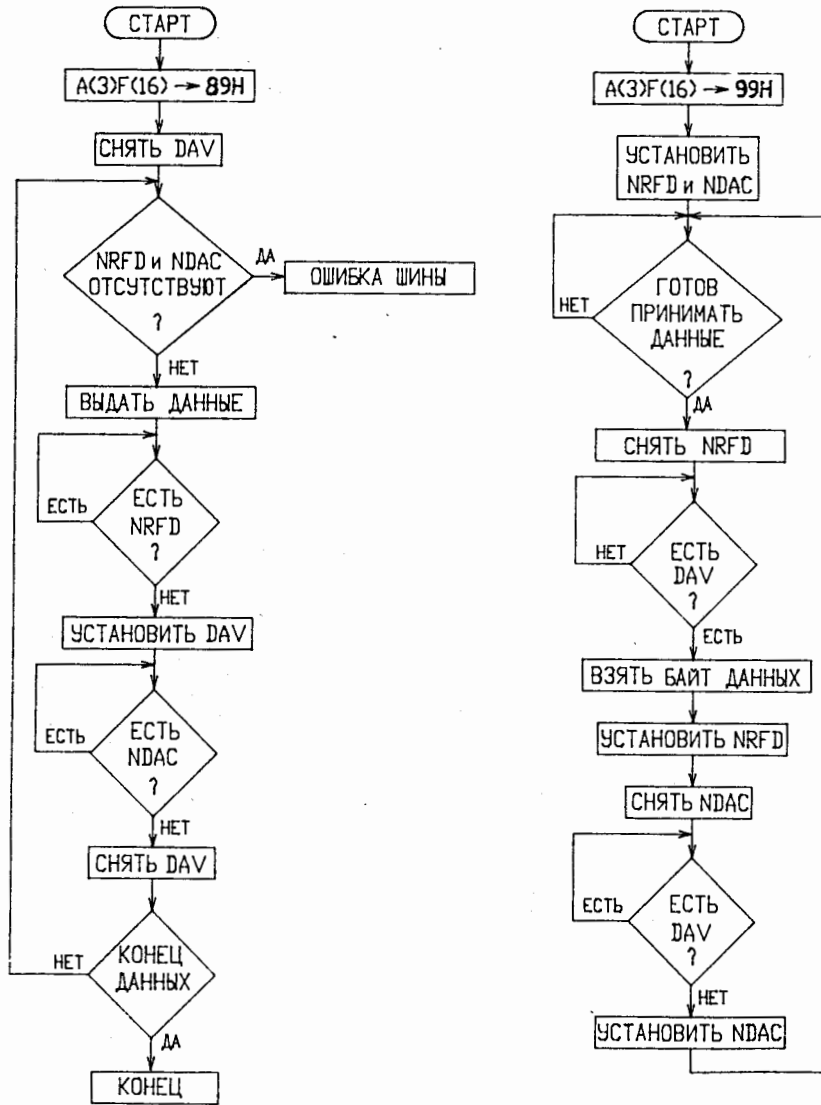 СТАРТ
A(3)F(16) → 89H
СНЯТЬ DAV
NRFD и NDAC
ОТСУТСТВУЮТ
?
ДА
ОШИБКА ШИНЫ
НЕТ
ВЫДАТЬ ДАННЫЕ
ЕСТЬ
NRFD
?
ЕСТЬ
НЕТ
УСТАНОВИТЬ DAV
ЕСТЬ
NDAC
?
ЕСТЬ
НЕТ
СНЯТЬ DAV
КОНЕЦ
ДАННЫХ
НЕТ
ДА
КОНЕЦ
СТАРТ
A(3)F(16) → 99H
УСТАНОВИТЬ
NRFD и NDAC
ГОТОВ
ПРИНИМАТЬ
ДАННЫЕ
?
НЕТ
ДА
СНЯТЬ NRFD
ЕСТЬ
DAV
?
НЕТ
ЕСТЬ
ВЗЯТЬ БАЙТ ДАННЫХ
УСТАНОВИТЬ NRFD
СНЯТЬ NDAC
ЕСТЬ
DAV
?
ЕСТЬ
НЕТ
УСТАНОВИТЬ NDAC